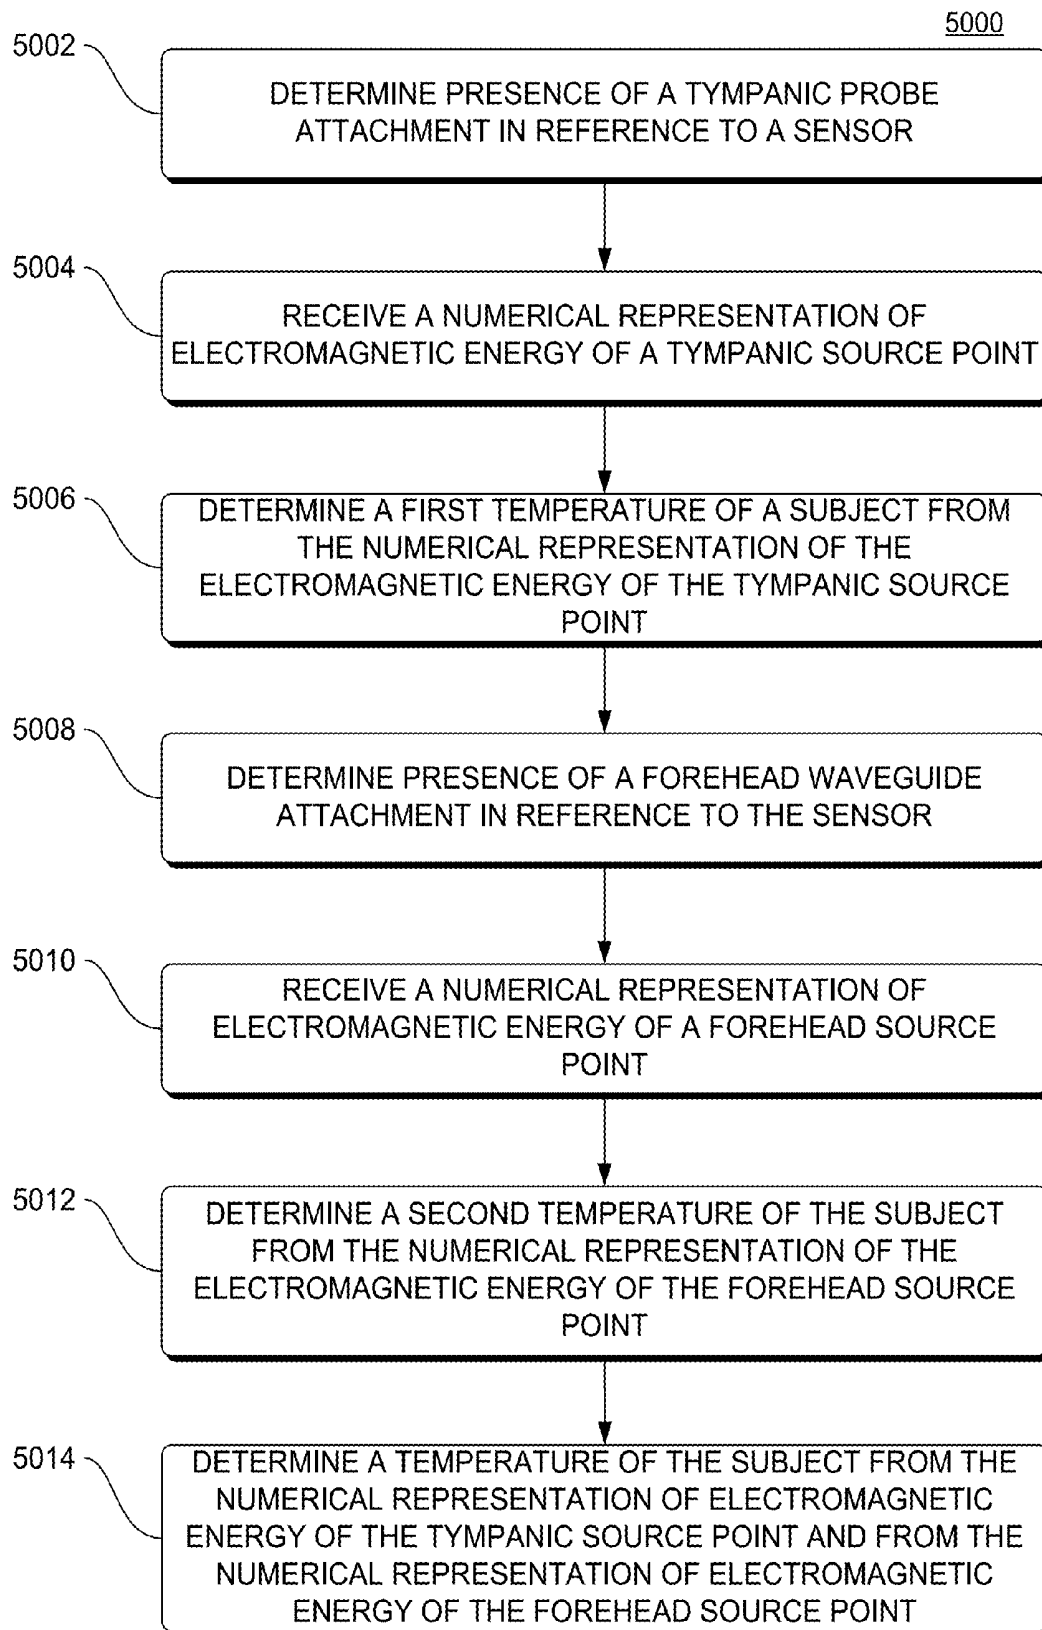 5000
5002
DETERMINE PRESENCE OF A TYMPANIC PROBE
ATTACHMENT IN REFERENCE TO A SENSOR
5004
RECEIVE A NUMERICAL REPRESENTATION OF
ELECTROMAGNETIC ENERGY OF A TYMPANIC SOURCE POINT
5006
DETERMINE A FIRST TEMPERATURE OF A SUBJECT FROM
THE NUMERICAL REPRESENTATION OF THE
ELECTROMAGNETIC ENERGY OF THE TYMPANIC SOURCE
POINT
5008
DETERMINE PRESENCE OF A FOREHEAD WAVEGUIDE
ATTACHMENT IN REFERENCE TO THE SENSOR
5010
RECEIVE A NUMERICAL REPRESENTATION OF
ELECTROMAGNETIC ENERGY OF A FOREHEAD SOURCE
POINT
5012
DETERMINE A SECOND TEMPERATURE OF THE SUBJECT
FROM THE NUMERICAL REPRESENTATION OF THE
ELECTROMAGNETIC ENERGY OF THE FOREHEAD SOURCE
POINT
5014
DETERMINE A TEMPERATURE OF THE SUBJECT FROM THE
NUMERICAL REPRESENTATION OF ELECTROMAGNETIC
ENERGY OF THE TYMPANIC SOURCE POINT AND FROM THE
NUMERICAL REPRESENTATION OF ELECTROMAGNETIC
ENERGY OF THE FOREHEAD SOURCE POINT